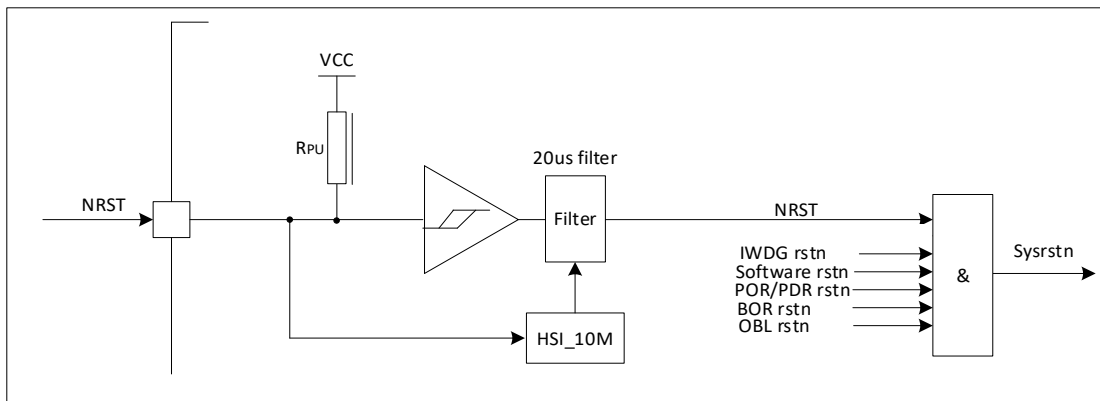 VCC
RPU
20us filter
NRST
Filter
NRST
IWDG rstn
Software rstn
POR/PDR rstn
BOR rstn
OBL rstn
&
Sysrstn
HSI_10M